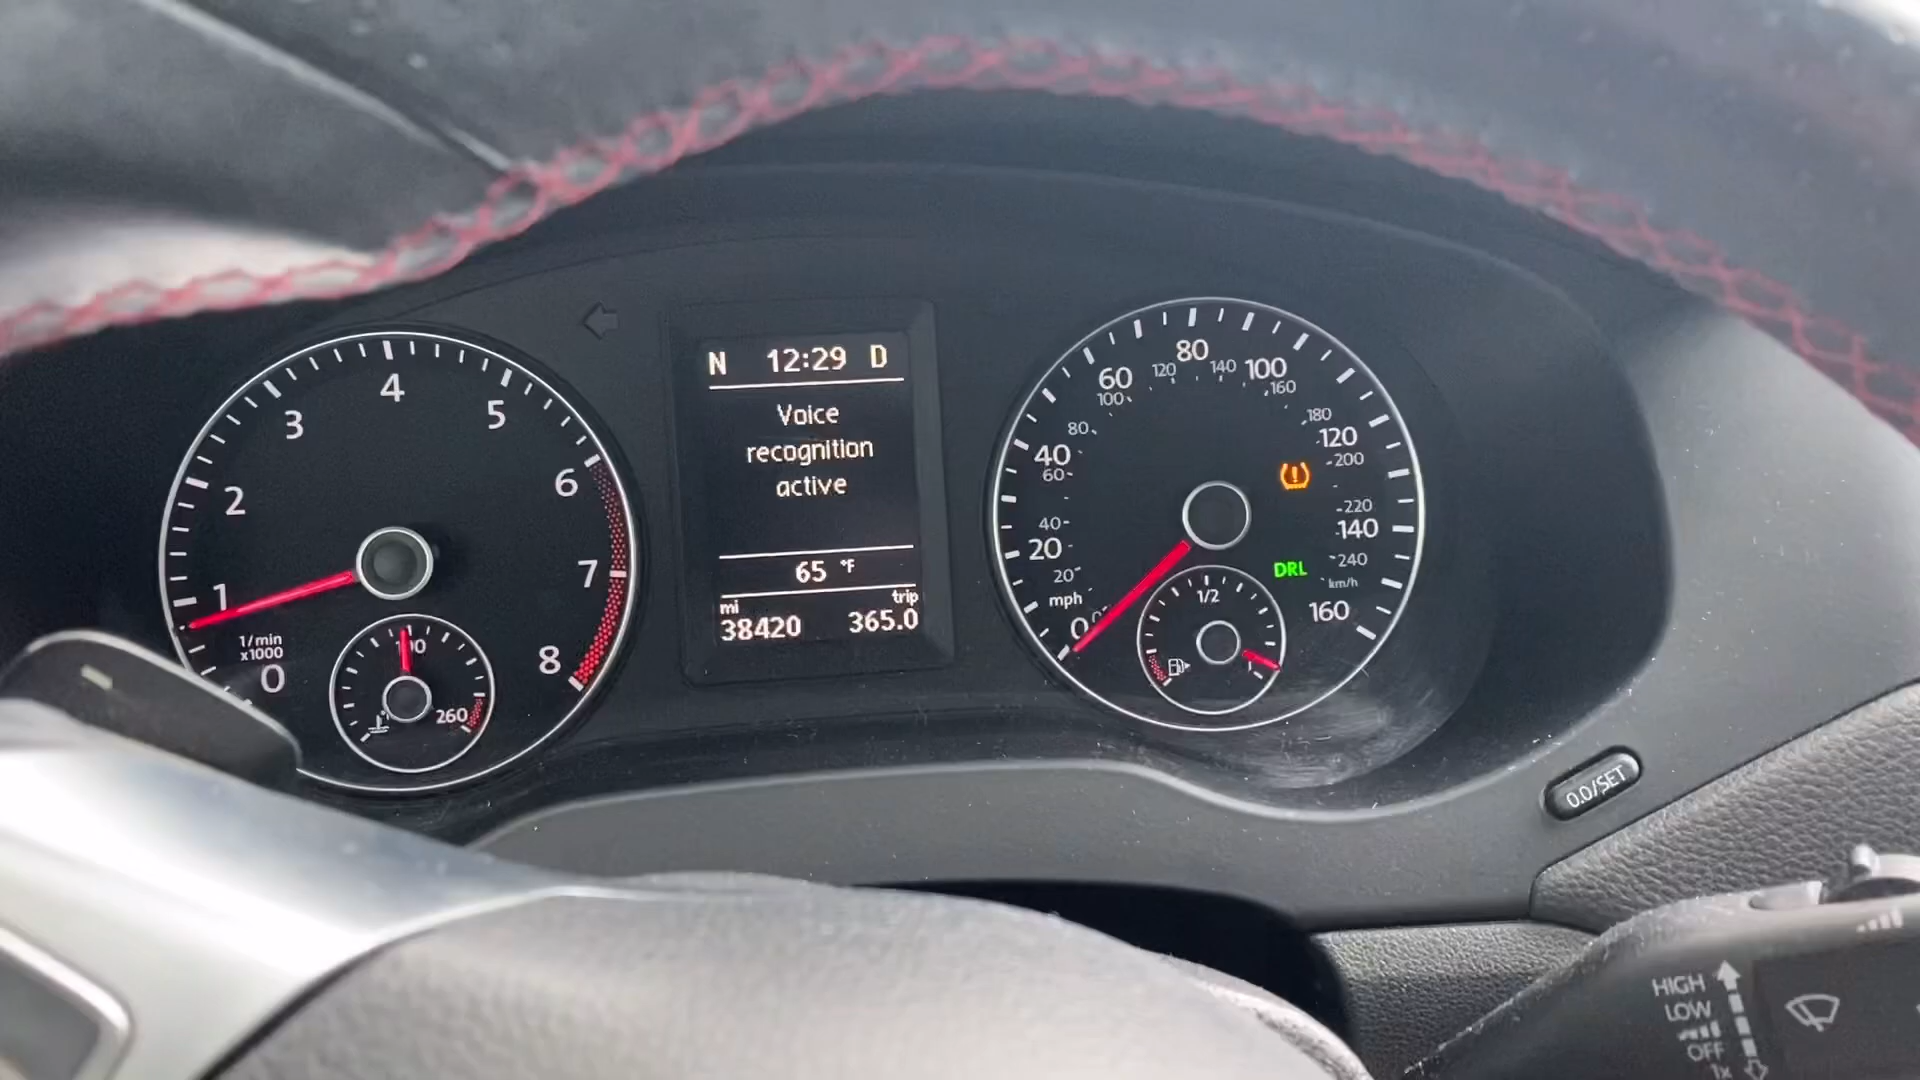 N 12:29 D
Voice
recognition
active
65 °F
mi
trip
38420 365.0
0
1
2
3
4
5
6
7
8
1/min
x1000
260
0
20
40
60
80
100
120
140
160
mph
20
40
60
80
100
120
140
160
180
200
220
240
km/h
1/2
DRL
0.0/SET
HIGH
LOW
OFF
1x